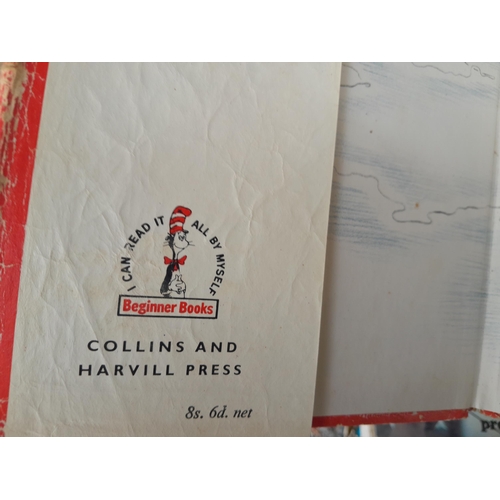 I CAN READ IT ALL BY MYSELF
Beginner Books
COLLINS AND
HARVILL PRESS
8s. 6d. net